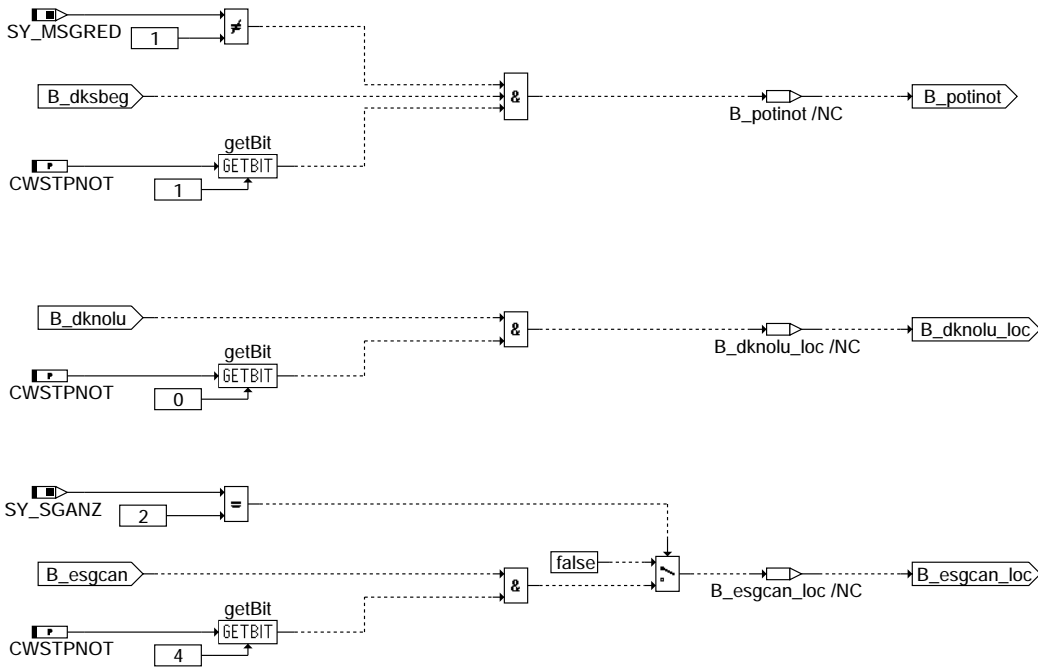 SY_MSGRED
1
≠
B_dksbeg
&
B_potinot /NC
B_potinot
getBit
P
GETBIT
CWSTPNOT
1
B_dknolu
&
B_dknolu_loc /NC
B_dknolu_loc
getBit
P
GETBIT
CWSTPNOT
0
SY_SGANZ
2
=
false
B_esgcan
&
B_esgcan_loc /NC
B_esgcan_loc
getBit
P
GETBIT
CWSTPNOT
4